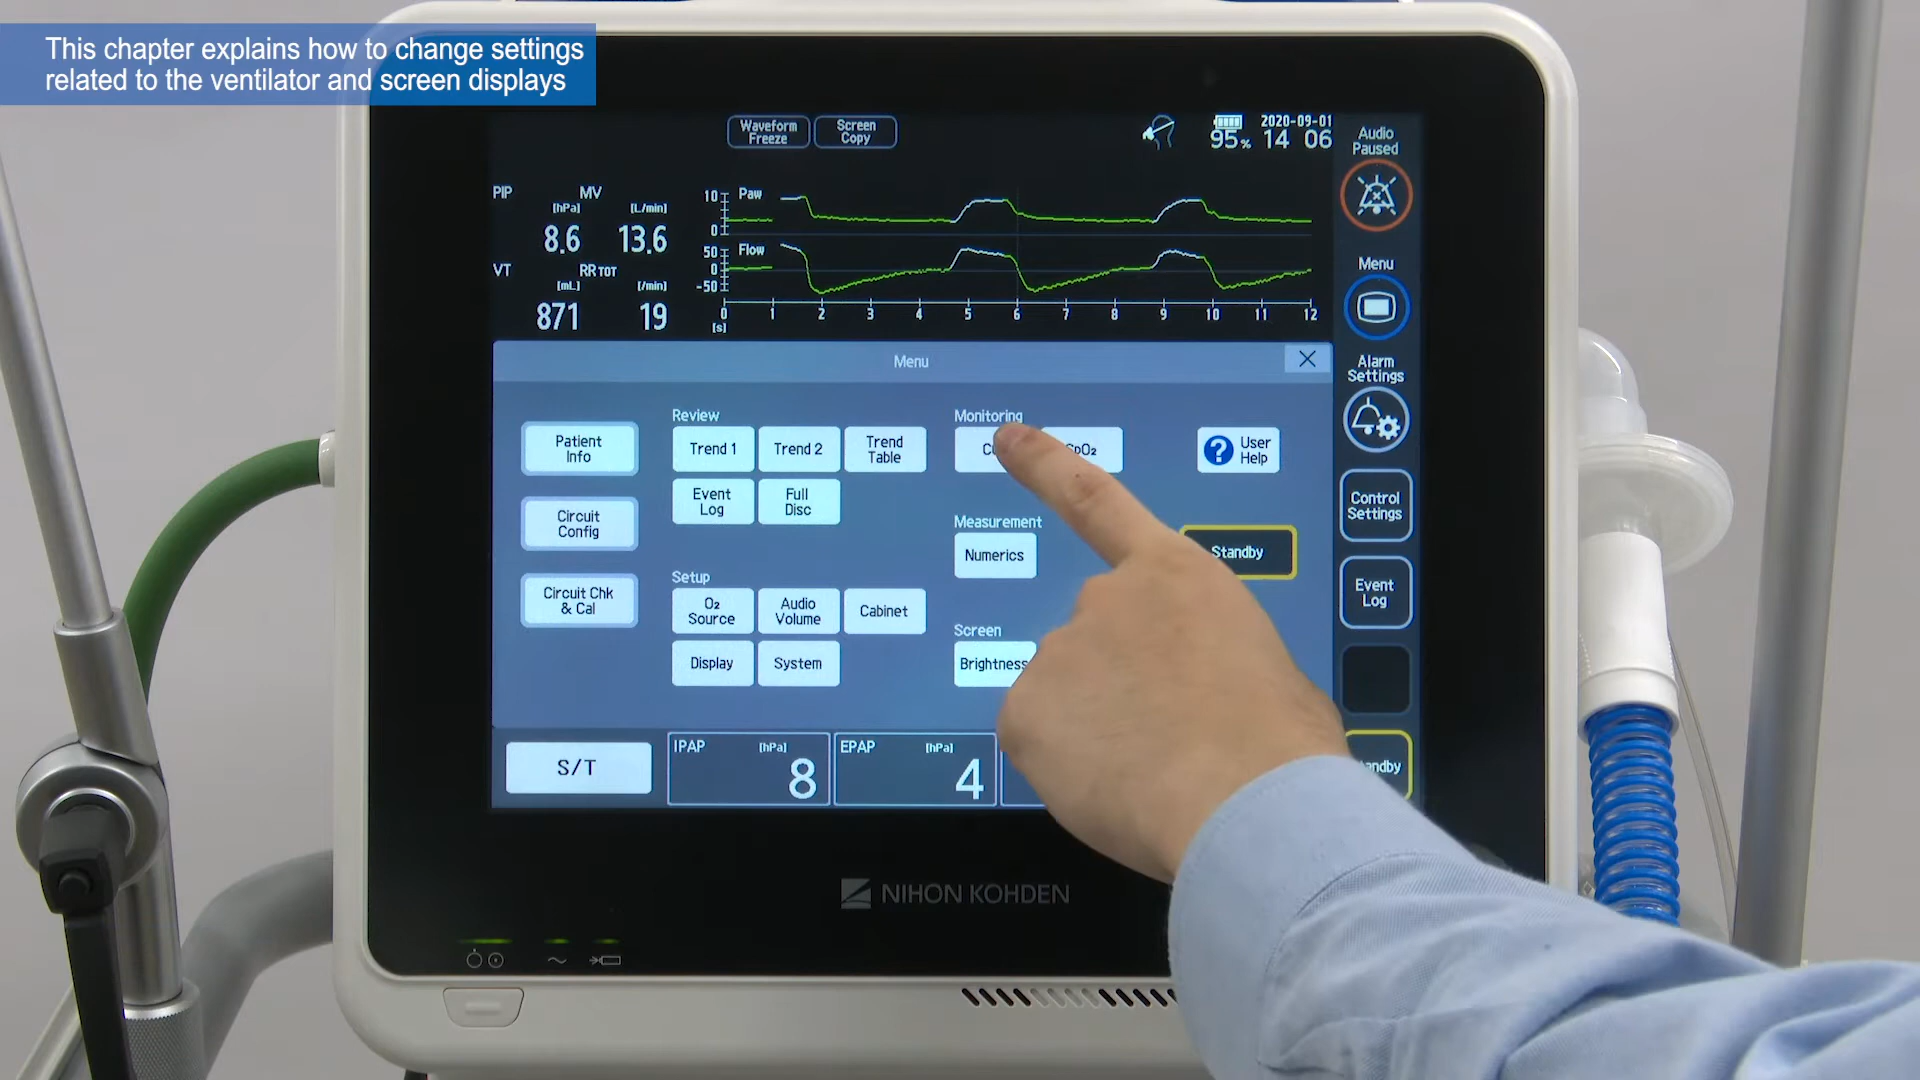 This chapter explains how to change settings
related to the ventilator and screen displays
Waveform
Freeze
Screen
Copy
95%
2020-09-01
14 06
Audio
Paused
PIP
[hPa]
8.6
MV
[L/min]
13.6
VT
[mL]
871
RR TOT
[/min]
19
Paw
10
0
Flow
50
0
-50
0 1 2 3 4 5 6 7 8 9 10 11 12
[s]
Menu
Menu
Patient
Info
Circuit
Config
Circuit Chk
& Cal
Review
Trend 1
Trend 2
Trend
Table
Event
Log
Full
Disc
Setup
O₂
Source
Audio
Volume
Cabinet
Display
System
Monitoring
Measurement
Numerics
Screen
Brightness
? User
Help
Standby
Alarm
Settings
Control
Settings
Event
Log
S/T
IPAP [hPa]
8
EPAP [hPa]
4
NIHON KOHDEN